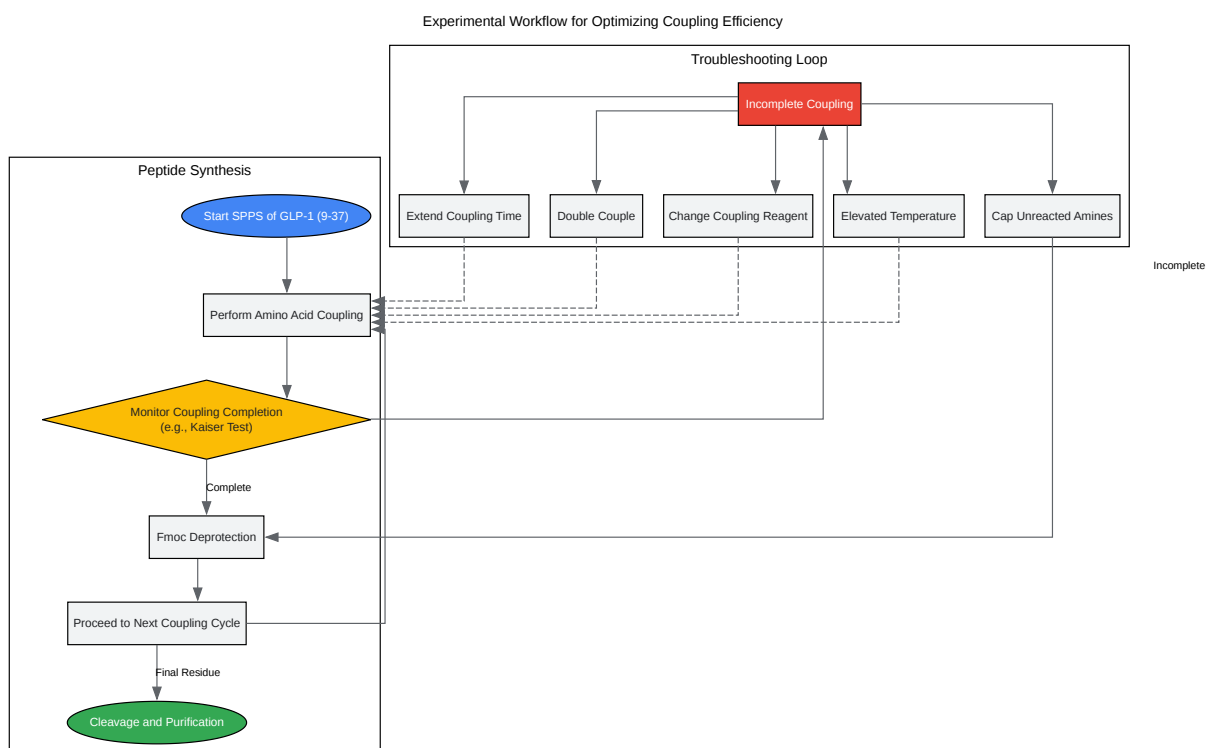 Experimental Workflow for Optimizing Coupling Efficiency
Troubleshooting Loop
Incomplete Coupling
Extend Coupling Time
Double Couple
Change Coupling Reagent
Elevated Temperature
Cap Unreacted Amines
Incomplete
Peptide Synthesis
Start SPPS of GLP-1 (9-37)
Perform Amino Acid Coupling
Monitor Coupling Completion
(e.g., Kaiser Test)
Complete
Fmoc Deprotection
Proceed to Next Coupling Cycle
Final Residue
Cleavage and Purification